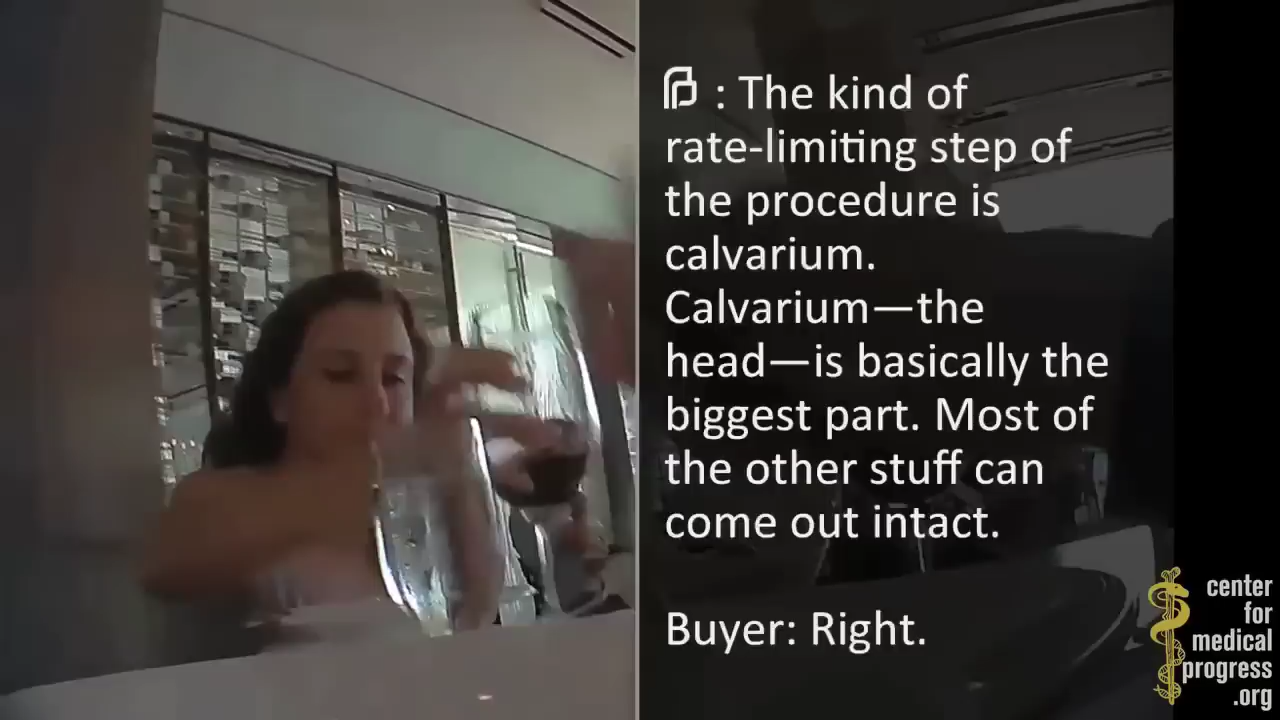 : The kind of
rate-limiting step of
the procedure is
calvarium.
Calvarium—the
head—is basically the
biggest part. Most of
the other stuff can
come out intact.
Buyer: Right.
center
for
medical
progress
.org